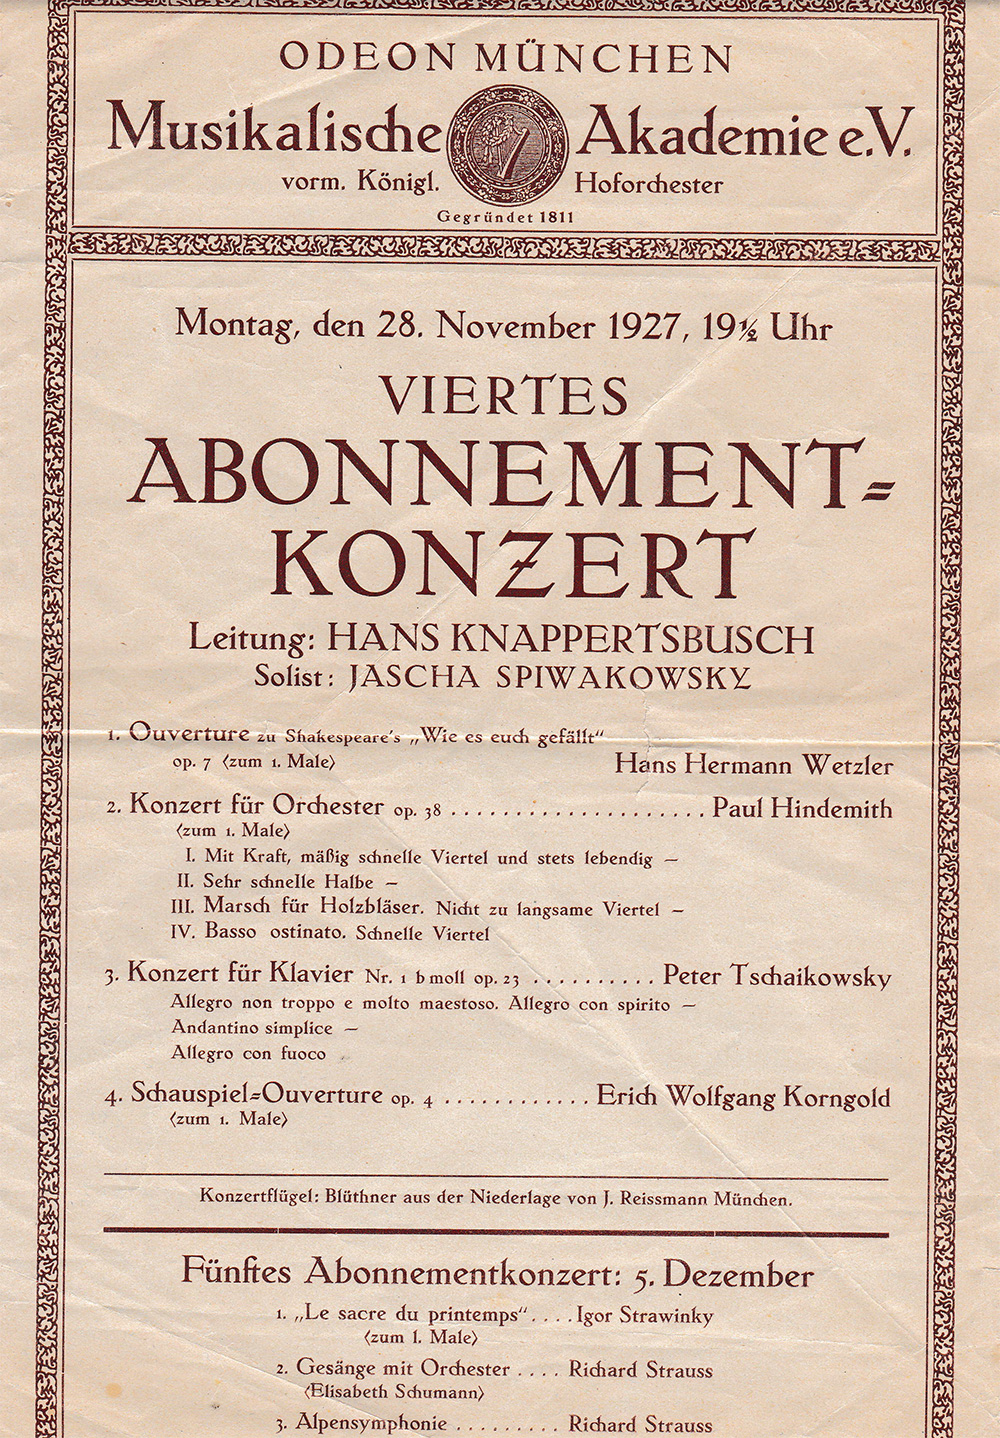 ODEON MÜNCHEN
Musikalische Akademie e.V.
vorm. Königl. Hoforchester
Gegründet 1811
Montag, den 28. November 1927, 19½ Uhr
VIERTES
ABONNEMENT=
KONZERT
Leitung: HANS KNAPPERTSBUSCH
Solist: JASCHA SPIWAKOWSKY
1. Ouverture zu Shakespeare's „Wie es euch gefällt“
op. 7 〈zum 1. Male〉 Hans Hermann Wetzler
2. Konzert für Orchester op. 38 . . . . . . . . . . . . . . . . . . . . Paul Hindemith
〈zum 1. Male〉
I. Mit Kraft, mäßig schnelle Viertel und stets lebendig —
II. Sehr schnelle Halbe —
III. Marsch für Holzbläser. Nicht zu langsame Viertel —
IV. Basso ostinato. Schnelle Viertel
3. Konzert für Klavier Nr. 1 b moll op. 23 . . . . . . . . . . Peter Tschaikowsky
Allegro non troppo e molto maestoso. Allegro con spirito —
Andantino simplice —
Allegro con fuoco
4. Schauspiel=Ouverture op. 4 . . . . . . . . . . . . Erich Wolfgang Korngold
〈zum 1. Male〉
Konzertflügel: Blüthner aus der Niederlage von J. Reissmann München.
Fünftes Abonnementkonzert: 5. Dezember
1. „Le sacre du printemps“ . . . . Igor Strawinky
〈zum 1. Male〉
2. Gesänge mit Orchester . . . . Richard Strauss
〈Elisabeth Schumann〉
3. Alpensymphonie . . . . . . . . . Richard Strauss